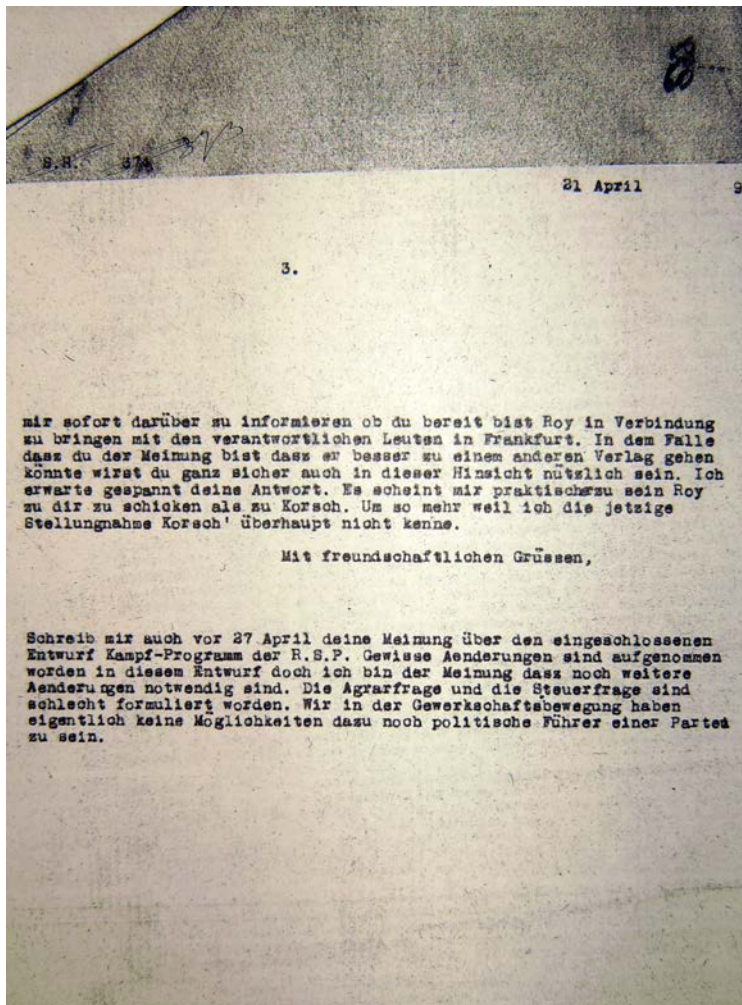 S.H. 374 373
21 April 9
3.
mir sofort darüber zu informieren ob du bereit bist Roy in Verbindung
zu bringen mit den verantwortlichen Leuten in Frankfurt. In dem Falle
dass du der Meinung bist dass er besser zu einem anderen Verlag gehen
könnte wirst du ganz sicher auch in dieser Hinsicht nützlich sein. Ich
erwarte gespannt deine Antwort. Es scheint mir praktischer zu sein Roy
zu dir zu schicken als zu Korsch. Um so mehr weil ich die jetzige
Stellungnahme Korsch' überhaupt nicht kenne.
Mit freundschaftlichen Grüssen,
Schreib mir auch vor 27 April deine Meinung über den eingeschlossenen
Entwurf Kampf-Programm der R.S.P. Gewisse Aenderungen sind aufgenommen
worden in diesem Entwurf doch ich bin der Meinung dass noch weitere
Aenderungen notwendig sind. Die Agrarfrage und die Steuerfrage sind
schlecht formuliert worden. Wir in der Gewerkschaftsbewegung haben
eigentlich keine Möglichkeiten dazu noch politische Führer einer Partei
zu sein.